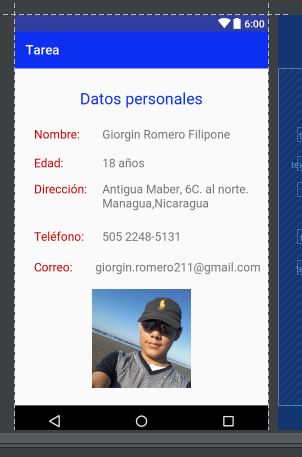 6:00
Tarea
Datos personales
Nombre: Giorgin Romero Filipone
Edad: 18 años
Dirección: Antigua Maber, 6C. al norte.
Managua,Nicaragua
Teléfono: 505 2248-5131
Correo: giorgin.romero211@gmail.com